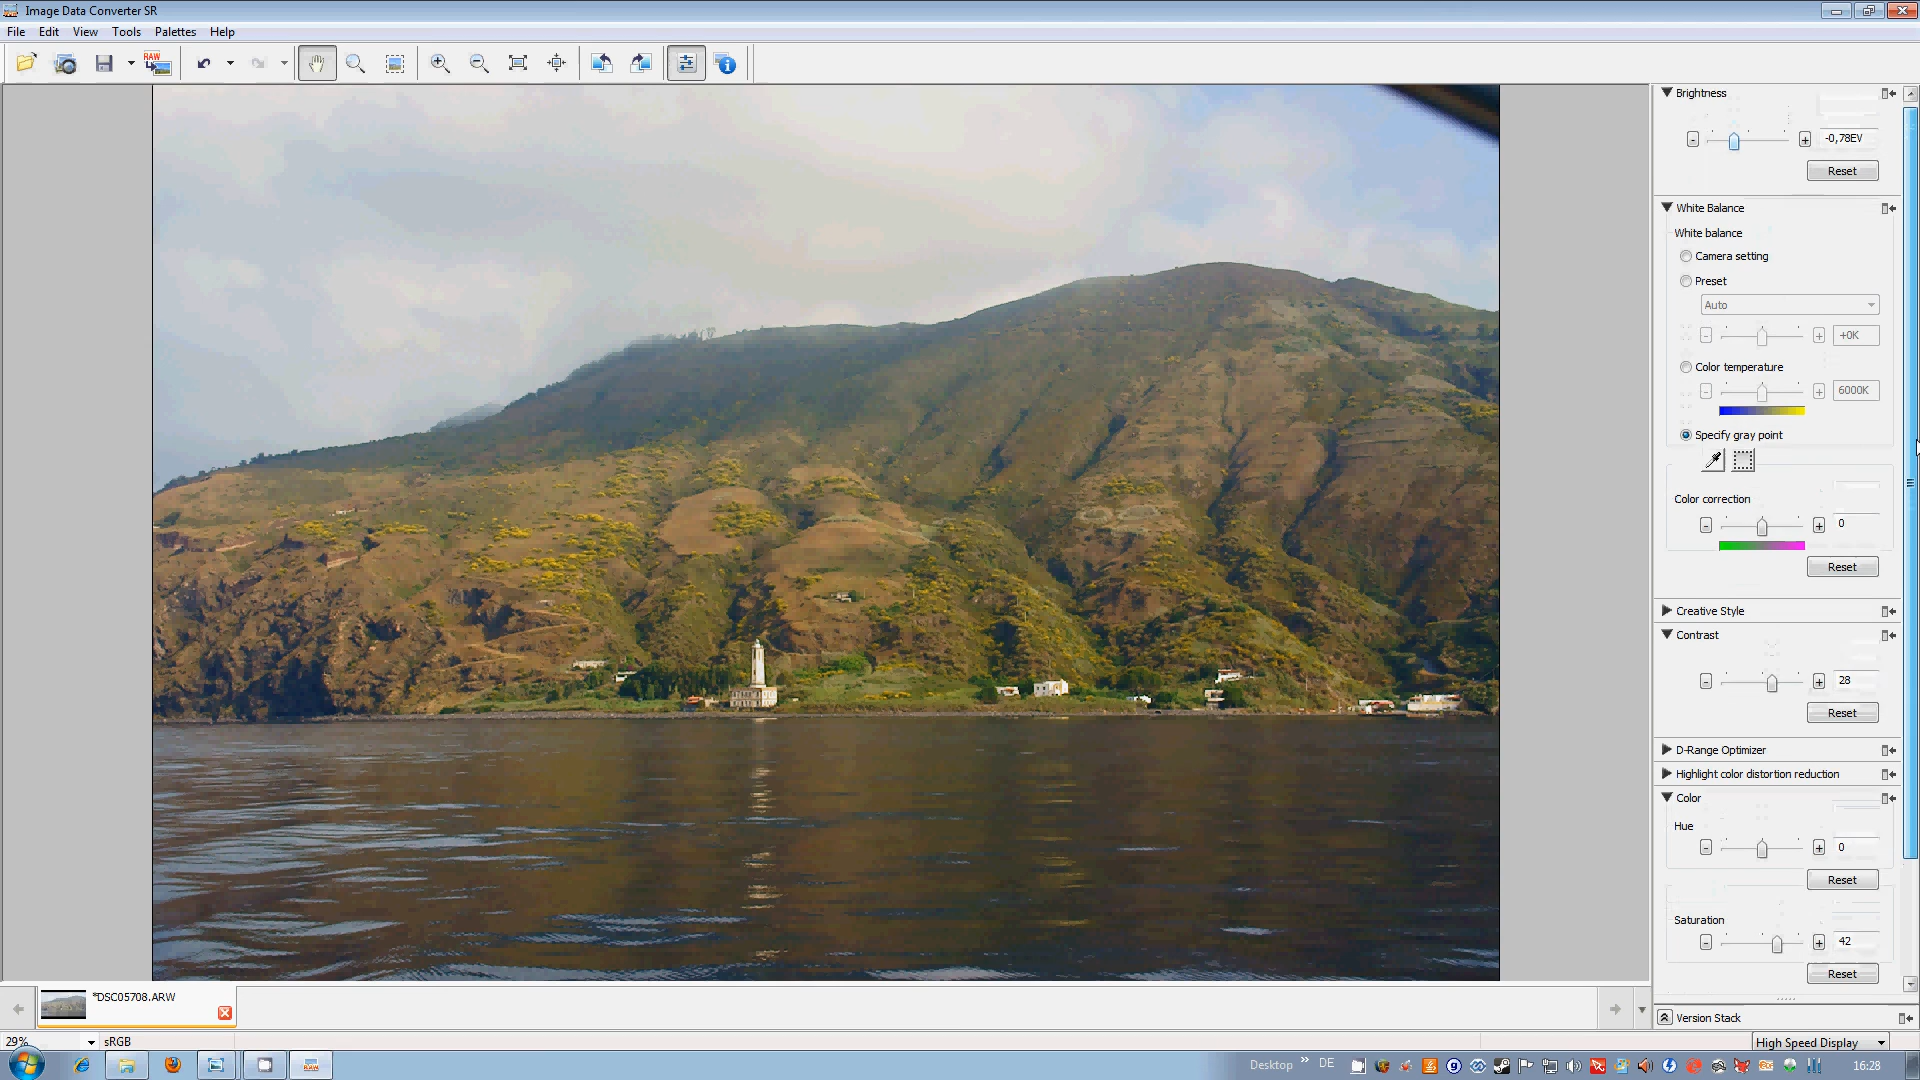 Image Data Converter SR
File Edit View Tools Palettes Help
RAW
Brightness
-0,78EV
Reset
White Balance
White balance
Camera setting
Preset
Auto
+0K
Color temperature
6000K
Specify gray point
Color correction
0
Reset
Creative Style
Contrast
28
Reset
D-Range Optimizer
Highlight color distortion reduction
Color
Hue
0
Reset
Saturation
42
Reset
*DSC05708.ARW
Version Stack
29% sRGB
High Speed Display
Desktop » DE 16:28